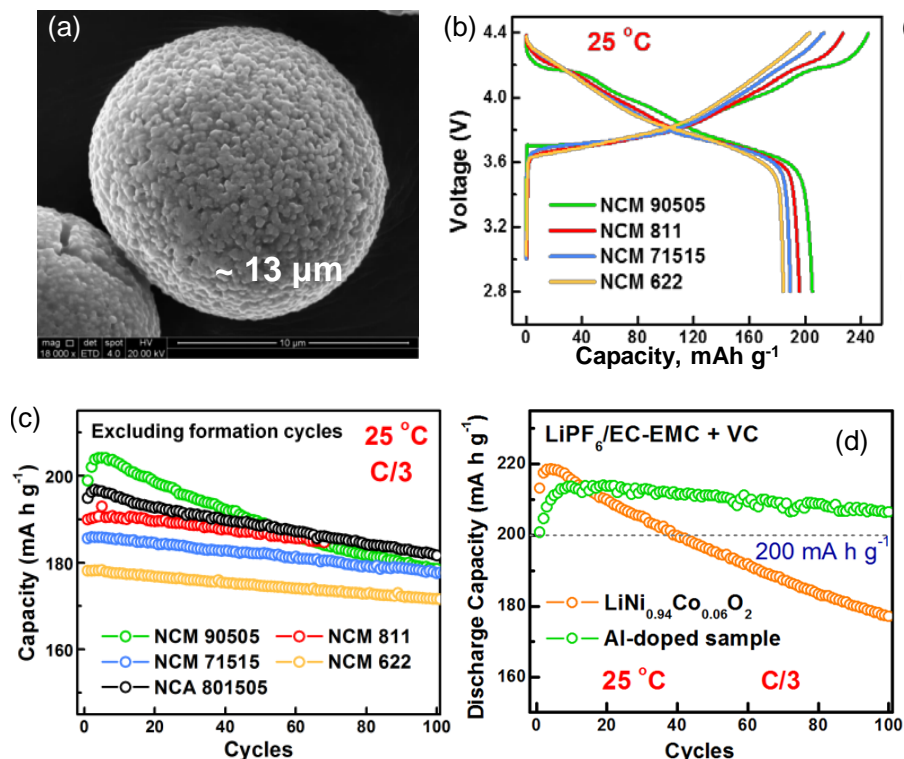 (a)
~ 13 µm
mag □ det spot HV
18 000 x ETD 4.0 20.00 kV
10 µm
(b)
25 °C
4.4
4.0
3.6
3.2
2.8
Voltage (V)
NCM 90505
NCM 811
NCM 71515
NCM 622
0 40 80 120 160 200 240
Capacity, mAh g-1
(
(c)
Excluding formation cycles
25 °C
C/3
200
180
160
Capacity (mA h g-1)
NCM 90505 NCM 811
NCM 71515 NCM 622
NCA 801505
0 20 40 60 80 100
Cycles
LiPF6/EC-EMC + VC
(d)
220
200
180
160
Discharge Capacity (mA h g-1)
200 mA h g-1
LiNi0.94Co0.06O2
Al-doped sample
25 °C C/3
0 20 40 60 80 100
Cycles